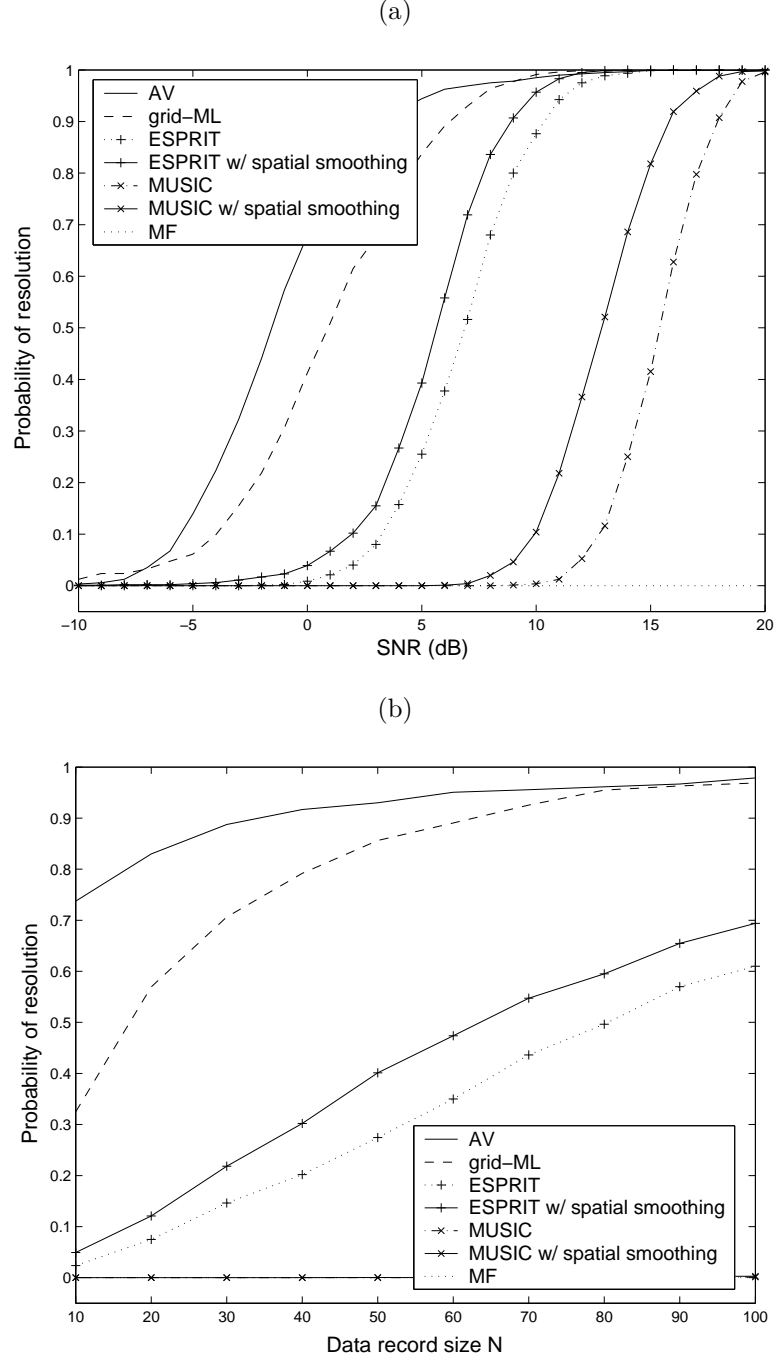 (a)
1
0.9
0.8
0.7
0.6
0.5
0.4
0.3
0.2
0.1
0
Probability of resolution
AV
grid−ML
ESPRIT
ESPRIT w/ spatial smoothing
MUSIC
MUSIC w/ spatial smoothing
MF
−10 −5 0 5 10 15 20
SNR (dB)
(b)
1
0.9
0.8
0.7
0.6
0.5
0.4
0.3
0.2
0.1
0
Probability of resolution
AV
grid−ML
ESPRIT
ESPRIT w/ spatial smoothing
MUSIC
MUSIC w/ spatial smoothing
MF
10 20 30 40 50 60 70 80 90 100
Data record size N